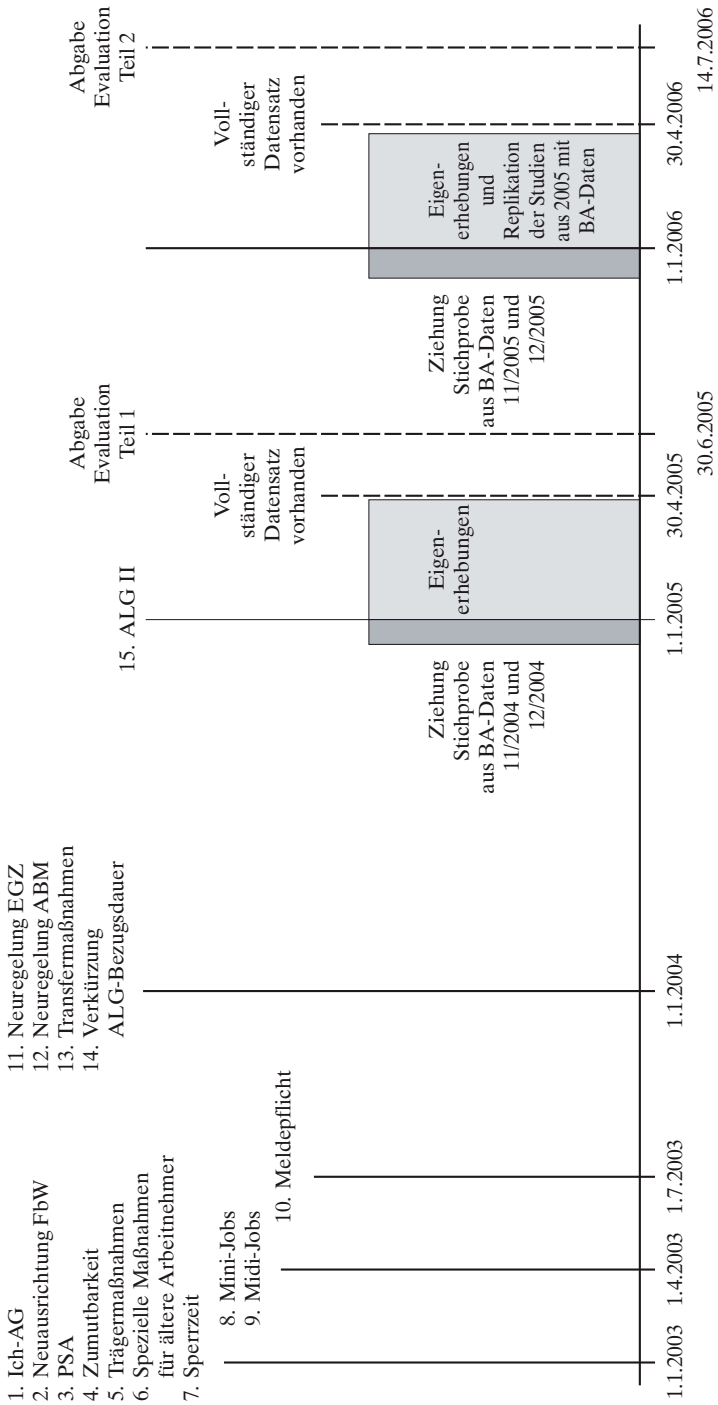 1. Ich-AG
2. Neuausrichtung FbW
3. PSA
4. Zumutbarkeit
5. Trägermaßnahmen
6. Spezielle Maßnahmen
für ältere Arbeitnehmer
7. Sperrzeit
8. Mini-Jobs
9. Midi-Jobs
10. Meldepflicht
11. Neuregelung EGZ
12. Neuregelung ABM
13. Transfermaßnahmen
14. Verkürzung
ALG-Bezugsdauer
15. ALG II
Ziehung
Stichprobe
aus BA-Daten
11/2004 und
12/2004
Eigen-
erhebungen
Voll-
ständiger
Datensatz
vorhanden
Abgabe
Evaluation
Teil 1
Ziehung
Stichprobe
aus BA-Daten
11/2005 und
12/2005
Eigen-
erhebungen
und
Replikation
der Studien
aus 2005 mit
BA-Daten
Voll-
ständiger
Datensatz
vorhanden
Abgabe
Evaluation
Teil 2
1.1.2003
1.4.2003
1.7.2003
1.1.2004
1.1.2005
30.4.2005
30.6.2005
1.1.2006
30.4.2006
14.7.2006